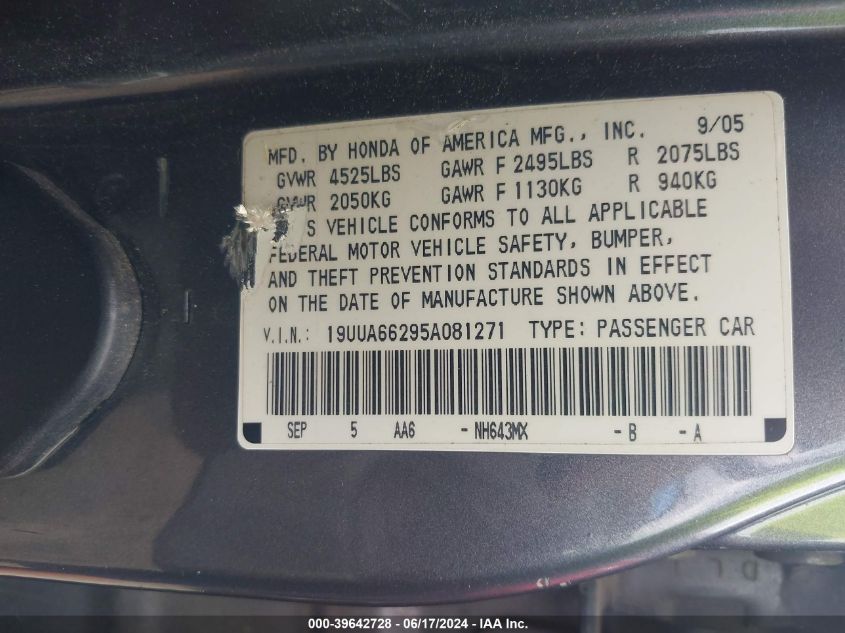 MFD. BY HONDA OF AMERICA MFG., INC. 9/05
GVWR 4525LBS GAWR F 2495LBS R 2075LBS
GVWR 2050KG GAWR F 1130KG R 940KG
S VEHICLE CONFORMS TO ALL APPLICABLE
FEDERAL MOTOR VEHICLE SAFETY, BUMPER,
AND THEFT PREVENTION STANDARDS IN EFFECT
ON THE DATE OF MANUFACTURE SHOWN ABOVE.
V.I.N.: 19UUA66295A081271 TYPE: PASSENGER CAR
SEP 5 AA6 - NH643MX - B - A
000-39642728 - 06/17/2024 - IAA Inc.